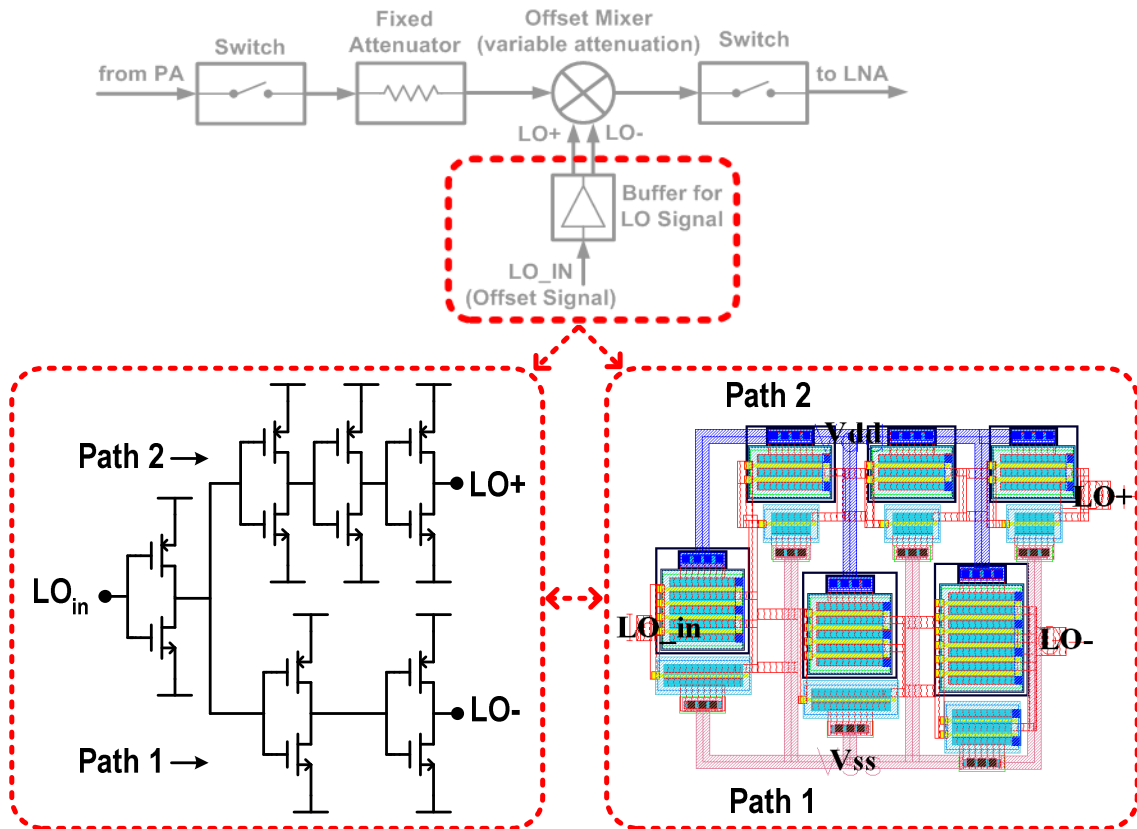 Switch
Fixed
Attenuator
Offset Mixer
(variable attenuation)
Switch
from PA
to LNA
LO+
LO-
Buffer for
LO Signal
LO_IN
(Offset Signal)
Path 2
LO+
LOin
LO-
Path 1
Path 2
Vdd
LO+
LO_in
LO-
Vss
Path 1